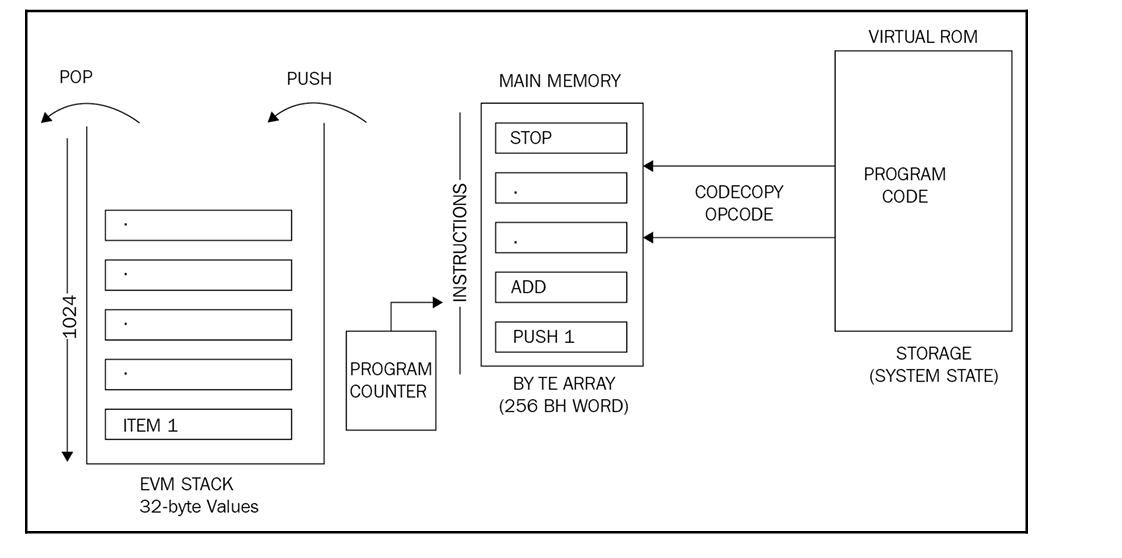 VIRTUAL ROM
POP
PUSH
MAIN MEMORY
STOP
.
.
ADD
PUSH 1
INSTRUCTIONS
CODECOPY
OPCODE
PROGRAM
CODE
.
.
.
.
ITEM 1
1024
PROGRAM
COUNTER
STORAGE
(SYSTEM STATE)
BY TE ARRAY
(256 BH WORD)
EVM STACK
32-byte Values